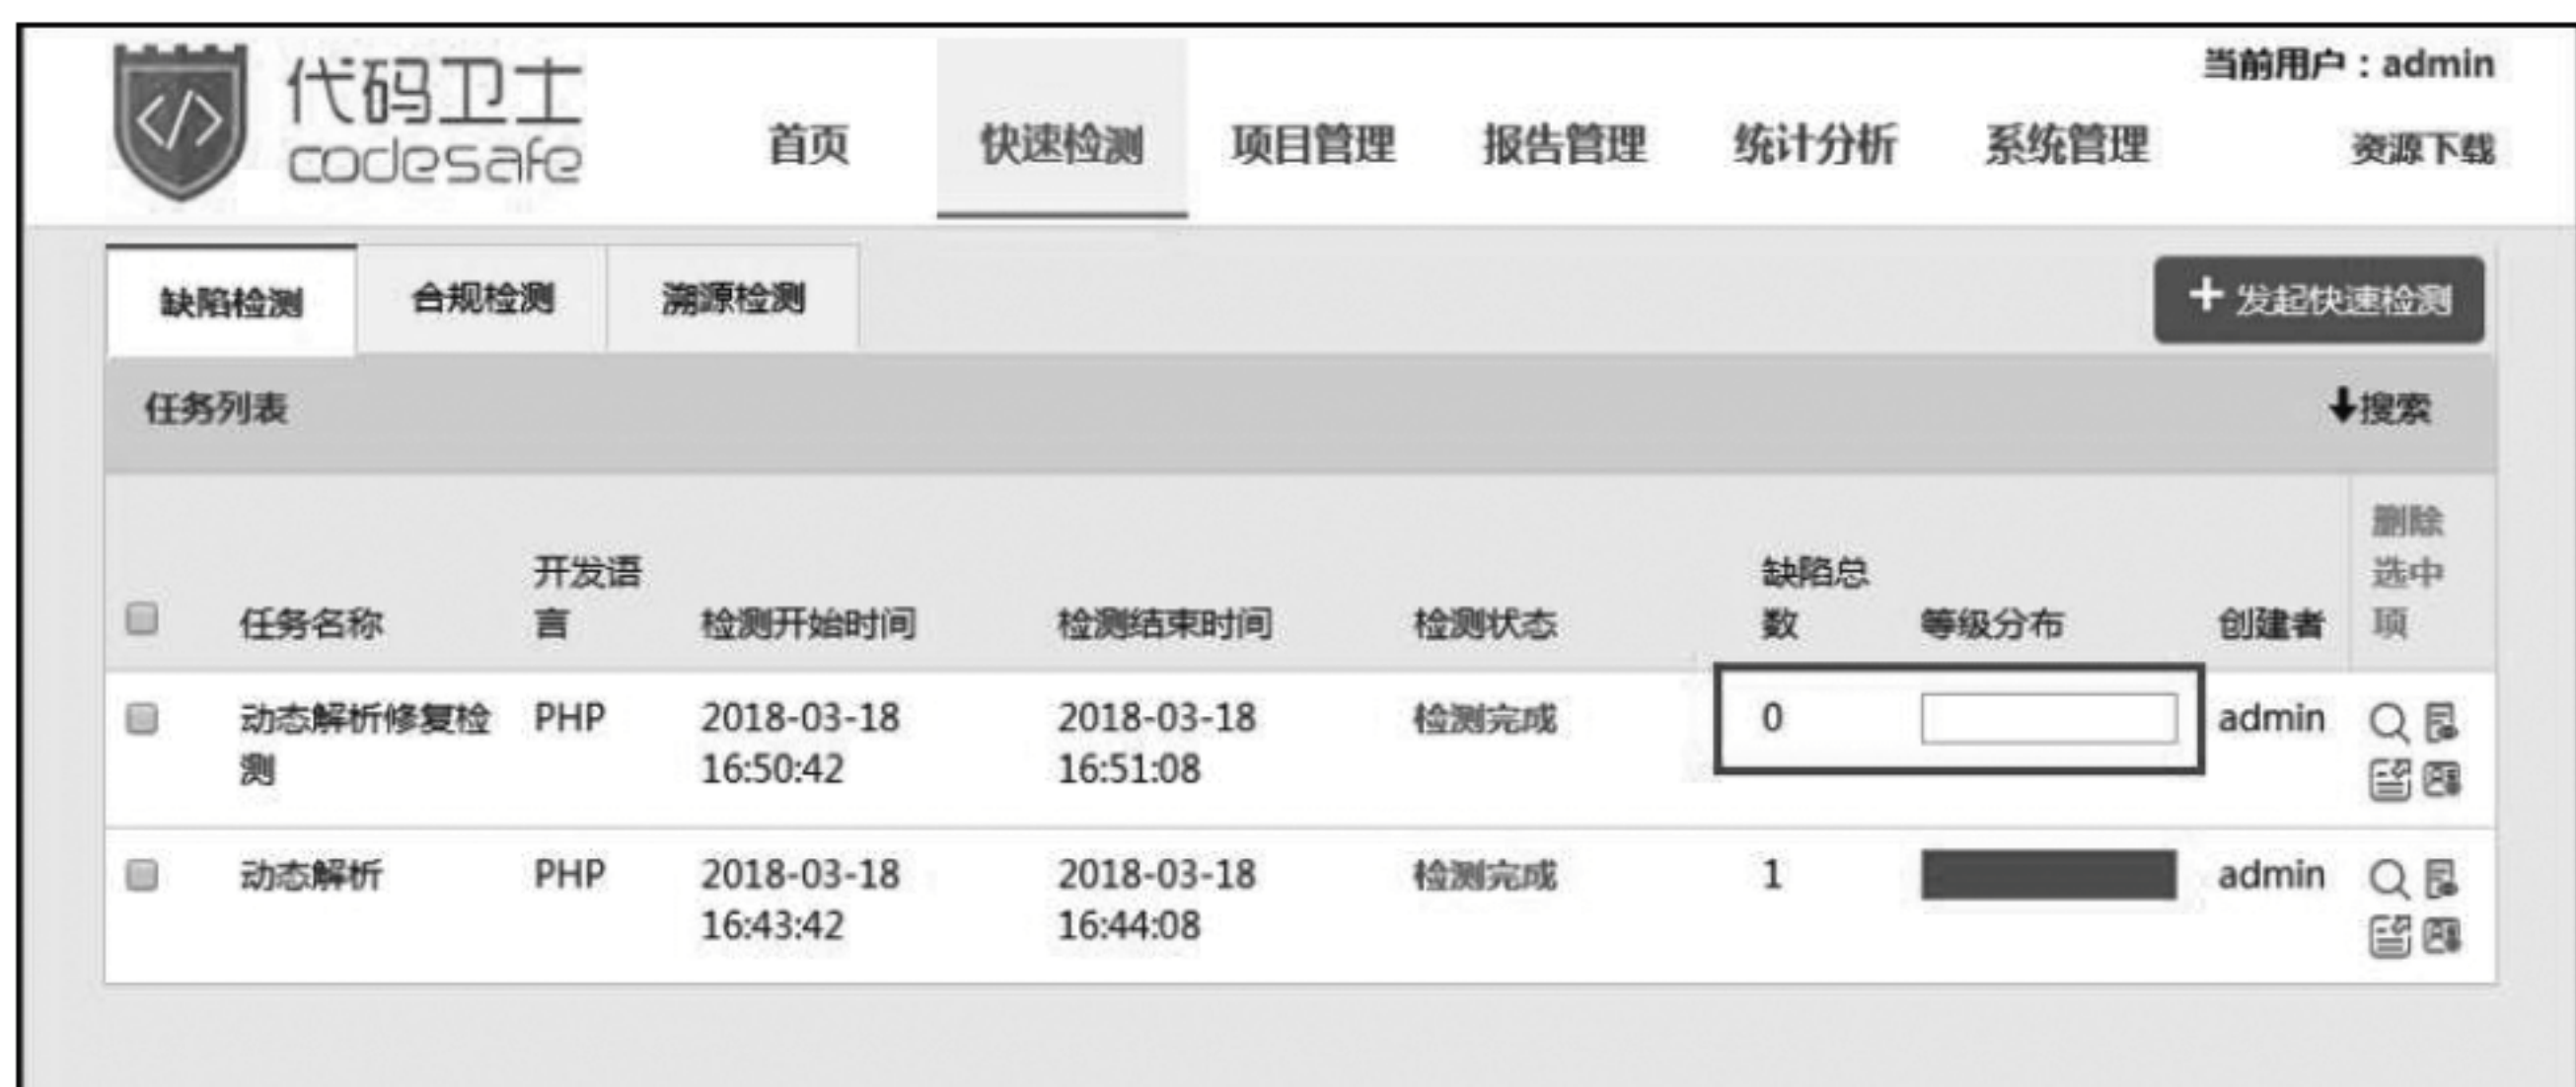 当前用户：admin
代码卫士
codesafe
首页 快速检测 项目管理 报告管理 统计分析 系统管理 资源下载
缺陷检测 合规检测 溯源检测 +发起快速检测
任务列表 搜索
任务名称 开发语言 检测开始时间 检测结束时间 检测状态 缺陷总数 等级分布 创建者 删除选中项
动态解析修复检测 PHP 2018-03-18 16:50:42 2018-03-18 16:51:08 检测完成 0 admin
动态解析 PHP 2018-03-18 16:43:42 2018-03-18 16:44:08 检测完成 1 admin